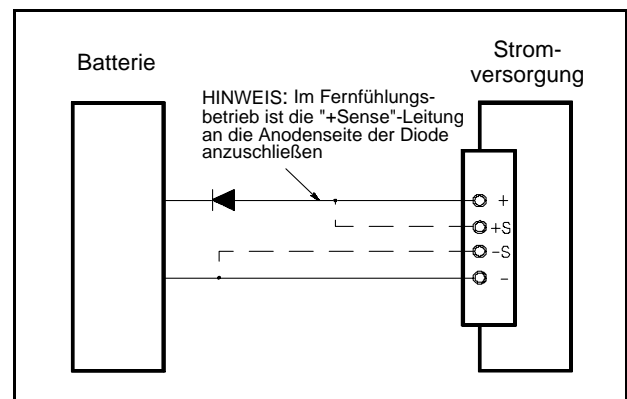 Batterie
Strom-
versorgung
HINWEIS: Im Fernfühlungs-
betrieb ist die "+Sense"-Leitung
an die Anodenseite der Diode
anzuschließen
+
+S
-S
-